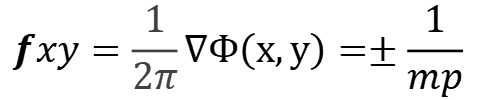 fxy = 1/2π ∇Φ(x, y) =± 1/mp